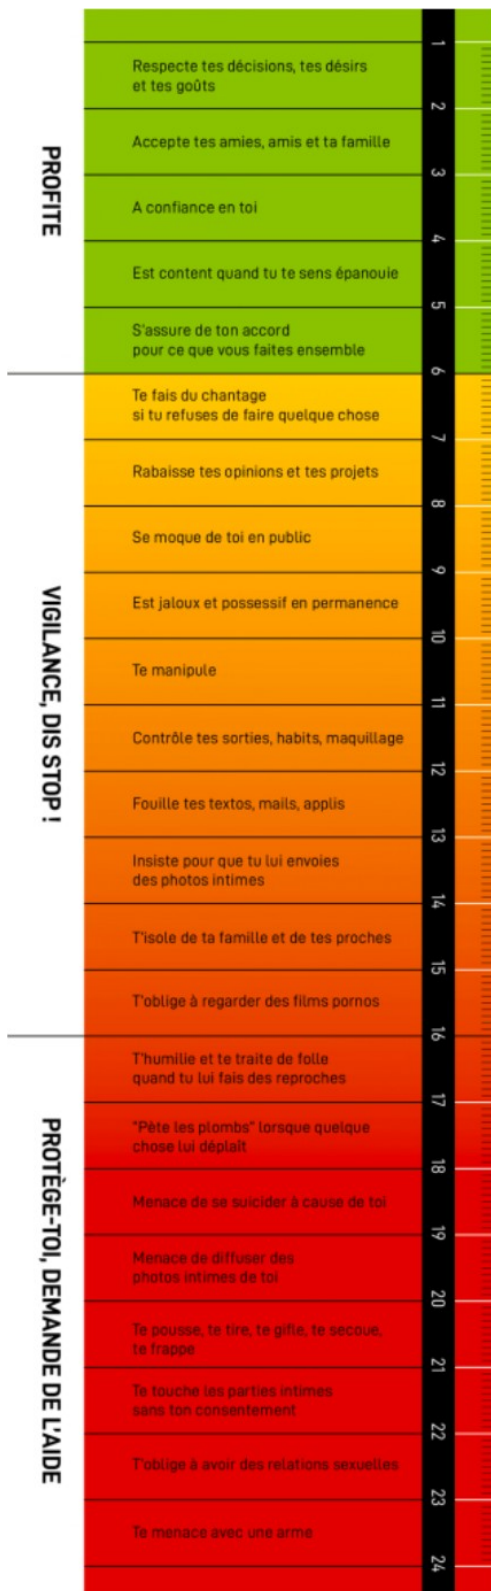 PROFITE
1
Respecte tes décisions, tes désirs
et tes goûts
2
Accepte tes amies, amis et ta famille
3
A confiance en toi
4
Est content quand tu te sens épanouie
5
S'assure de ton accord
pour ce que vous faites ensemble
6
VIGILANCE, DIS STOP !
Te fais du chantage
si tu refuses de faire quelque chose
7
Rabaisse tes opinions et tes projets
8
Se moque de toi en public
9
Est jaloux et possessif en permanence
10
Te manipule
11
Contrôle tes sorties, habits, maquillage
12
Fouille tes textos, mails, applis
13
Insiste pour que tu lui envoies
des photos intimes
14
T'isole de ta famille et de tes proches
15
T'oblige à regarder des films pornos
16
PROTÈGE-TOI, DEMANDE DE L'AIDE
T'humilie et te traite de folle
quand tu lui fais des reproches
17
"Pète les plombs" lorsque quelque
chose lui déplaît
18
Menace de se suicider à cause de toi
19
Menace de diffuser des
photos intimes de toi
20
Te pousse, te tire, te gifle, te secoue,
te frappe
21
Te touche les parties intimes
sans ton consentement
22
T'oblige à avoir des relations sexuelles
23
Te menace avec une arme
24